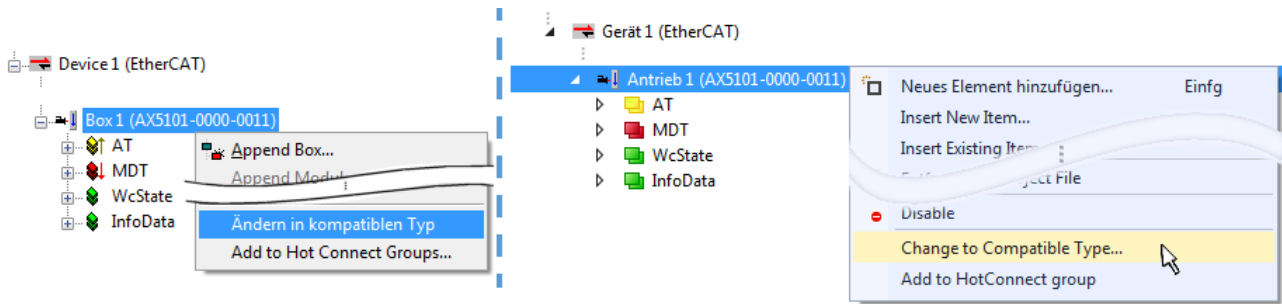 Device 1 (EtherCAT)
Box 1 (AX5101-0000-0011)
AT
MDT
WcState
InfoData
Append Box...
Append Modul
Ändern in kompatiblen Typ
Add to Hot Connect Groups...
Gerät 1 (EtherCAT)
Antrieb 1 (AX5101-0000-0011)
AT
MDT
WcState
InfoData
Neues Element hinzufügen... Einfg
Insert New Item...
Insert Existing Item
ject File
Disable
Change to Compatible Type...
Add to HotConnect group